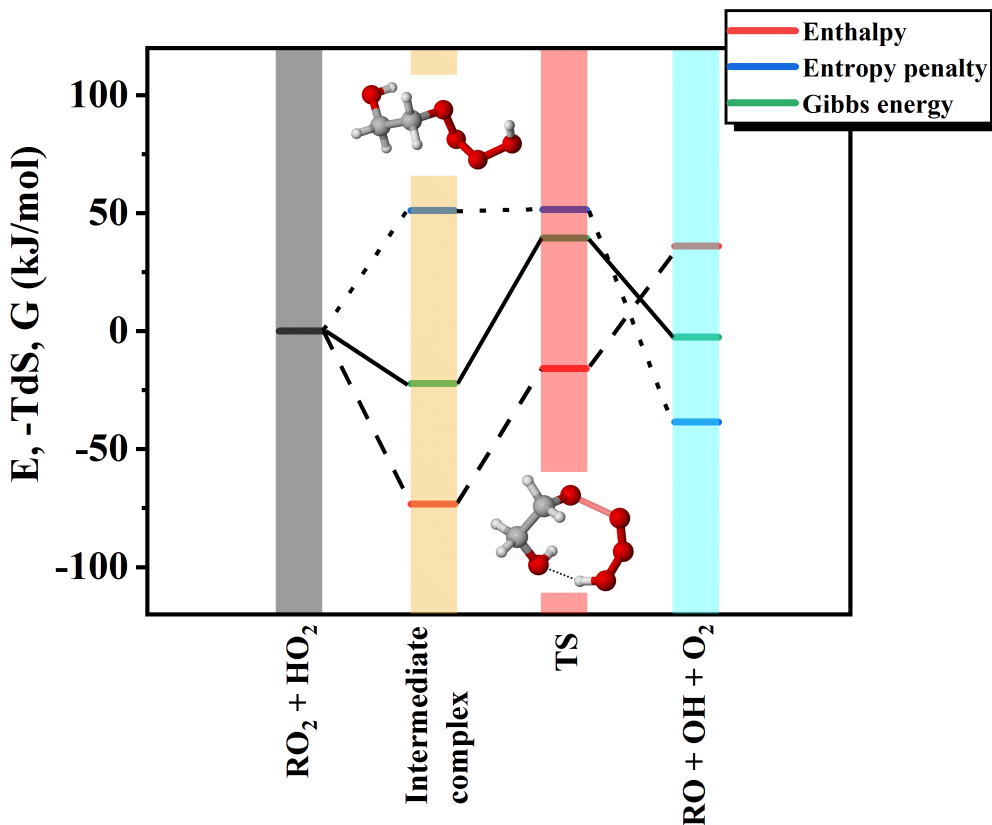 Enthalpy
Entropy penalty
Gibbs energy
E, -TdS, G (kJ/mol)
100
50
0
-50
-100
RO₂ + HO₂
Intermediate
complex
TS
RO + OH + O₂